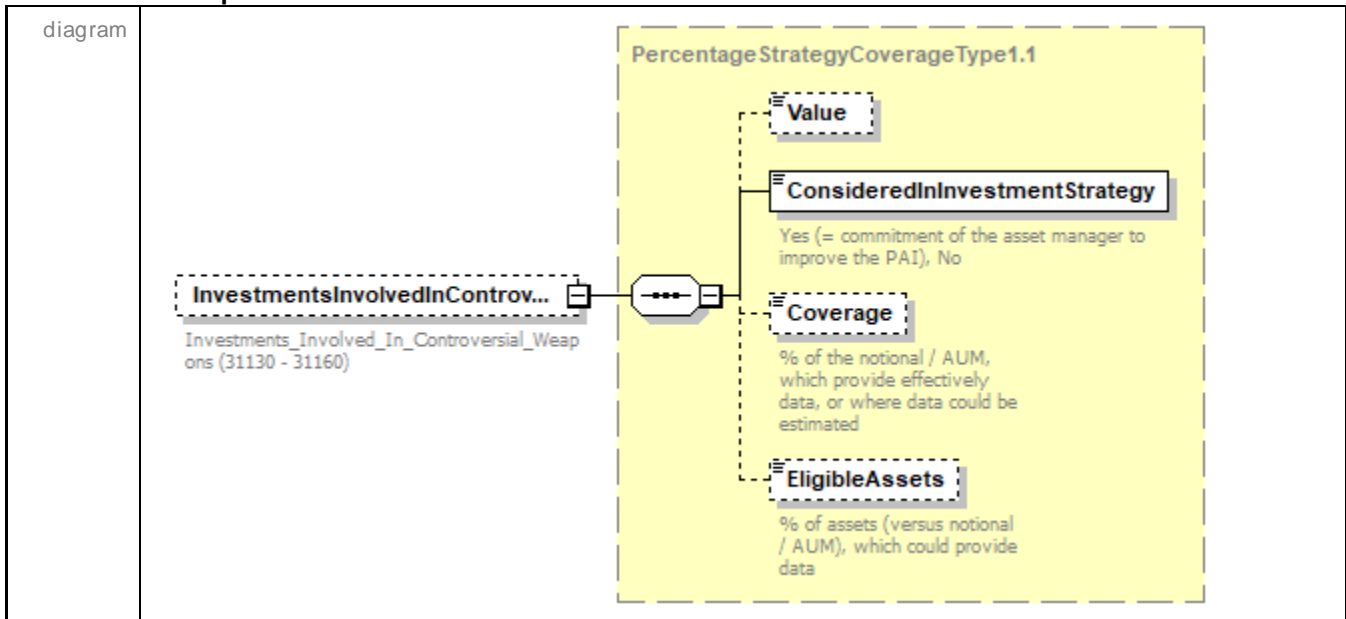 diagram
PercentageStrategyCoverageType1.1
Value
ConsideredInInvestmentStrategy
Yes (= commitment of the asset manager to
improve the PAI), No
InvestmentsInvolvedInControv...
Investments_Involved_In_Controversial_Weap
ons (31130 - 31160)
Coverage
% of the notional / AUM,
which provide effectively
data, or where data could be
estimated
EligibleAssets
% of assets (versus notional
/ AUM), which could provide
data